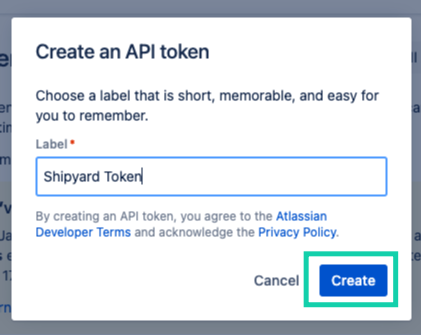 Create an API token
Choose a label that is short, memorable, and easy for
you to remember.
Label*
Shipyard Token
By creating an API token, you agree to the Atlassian
Developer Terms and acknowledge the Privacy Policy.
Cancel Create